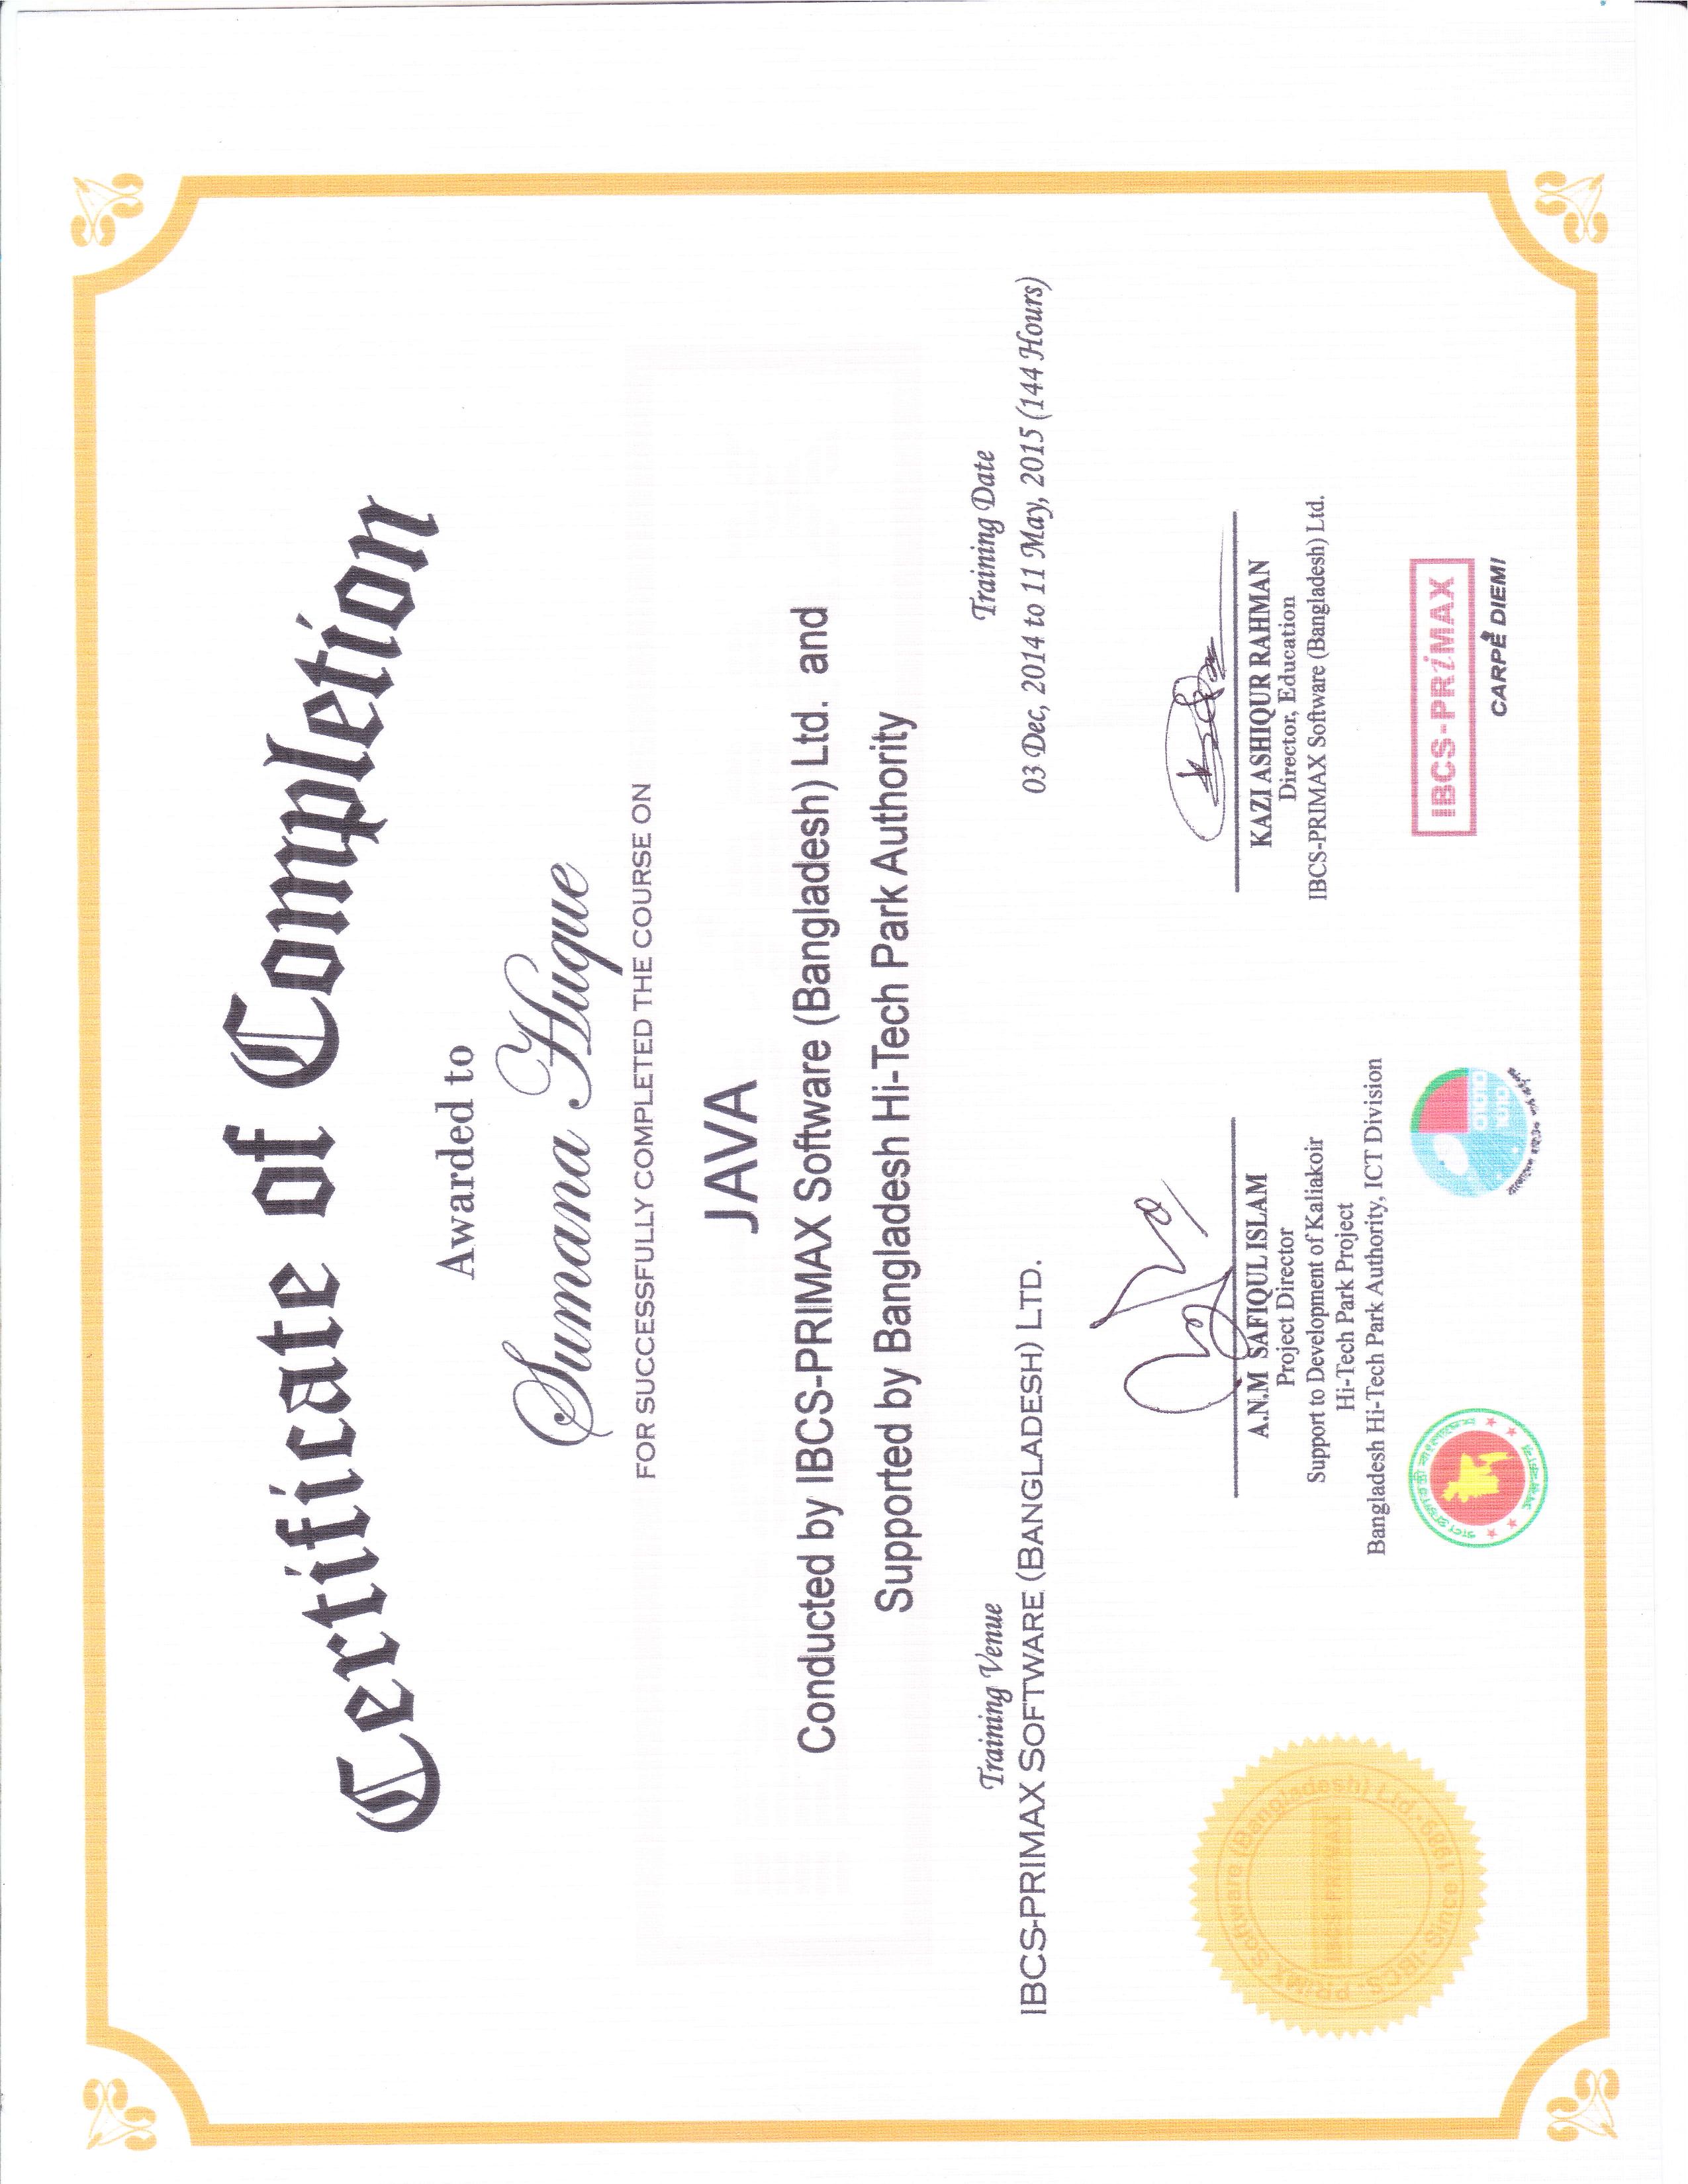 Certificate of Completion
Awarded to
Sumana Huque
FOR SUCCESSFULLY COMPLETED THE COURSE ON
JAVA
Conducted by IBCS-PRIMAX Software (Bangladesh) Ltd. and
Supported by Bangladesh Hi-Tech Park Authority
Training Venue
IBCS-PRIMAX SOFTWARE (BANGLADESH) LTD.
Training Date
03 Dec, 2014 to 11 May, 2015 (144 Hours)
A.N.M SAFIQUL ISLAM
Project Director
Support to Development of Kaliakoir
Hi-Tech Park Project
Bangladesh Hi-Tech Park Authority, ICT Division
KAZI ASHIQUR RAHMAN
Director, Education
IBCS-PRIMAX Software (Bangladesh) Ltd.
IBCS-PRIMAX Software (Bangladesh) Ltd.
IBCS-PRIMAX
Since 1989
গণপ্রজাতন্ত্রী বাংলাদেশ
সরকার
IBCS-PRiMAX
CARPE DIEM!